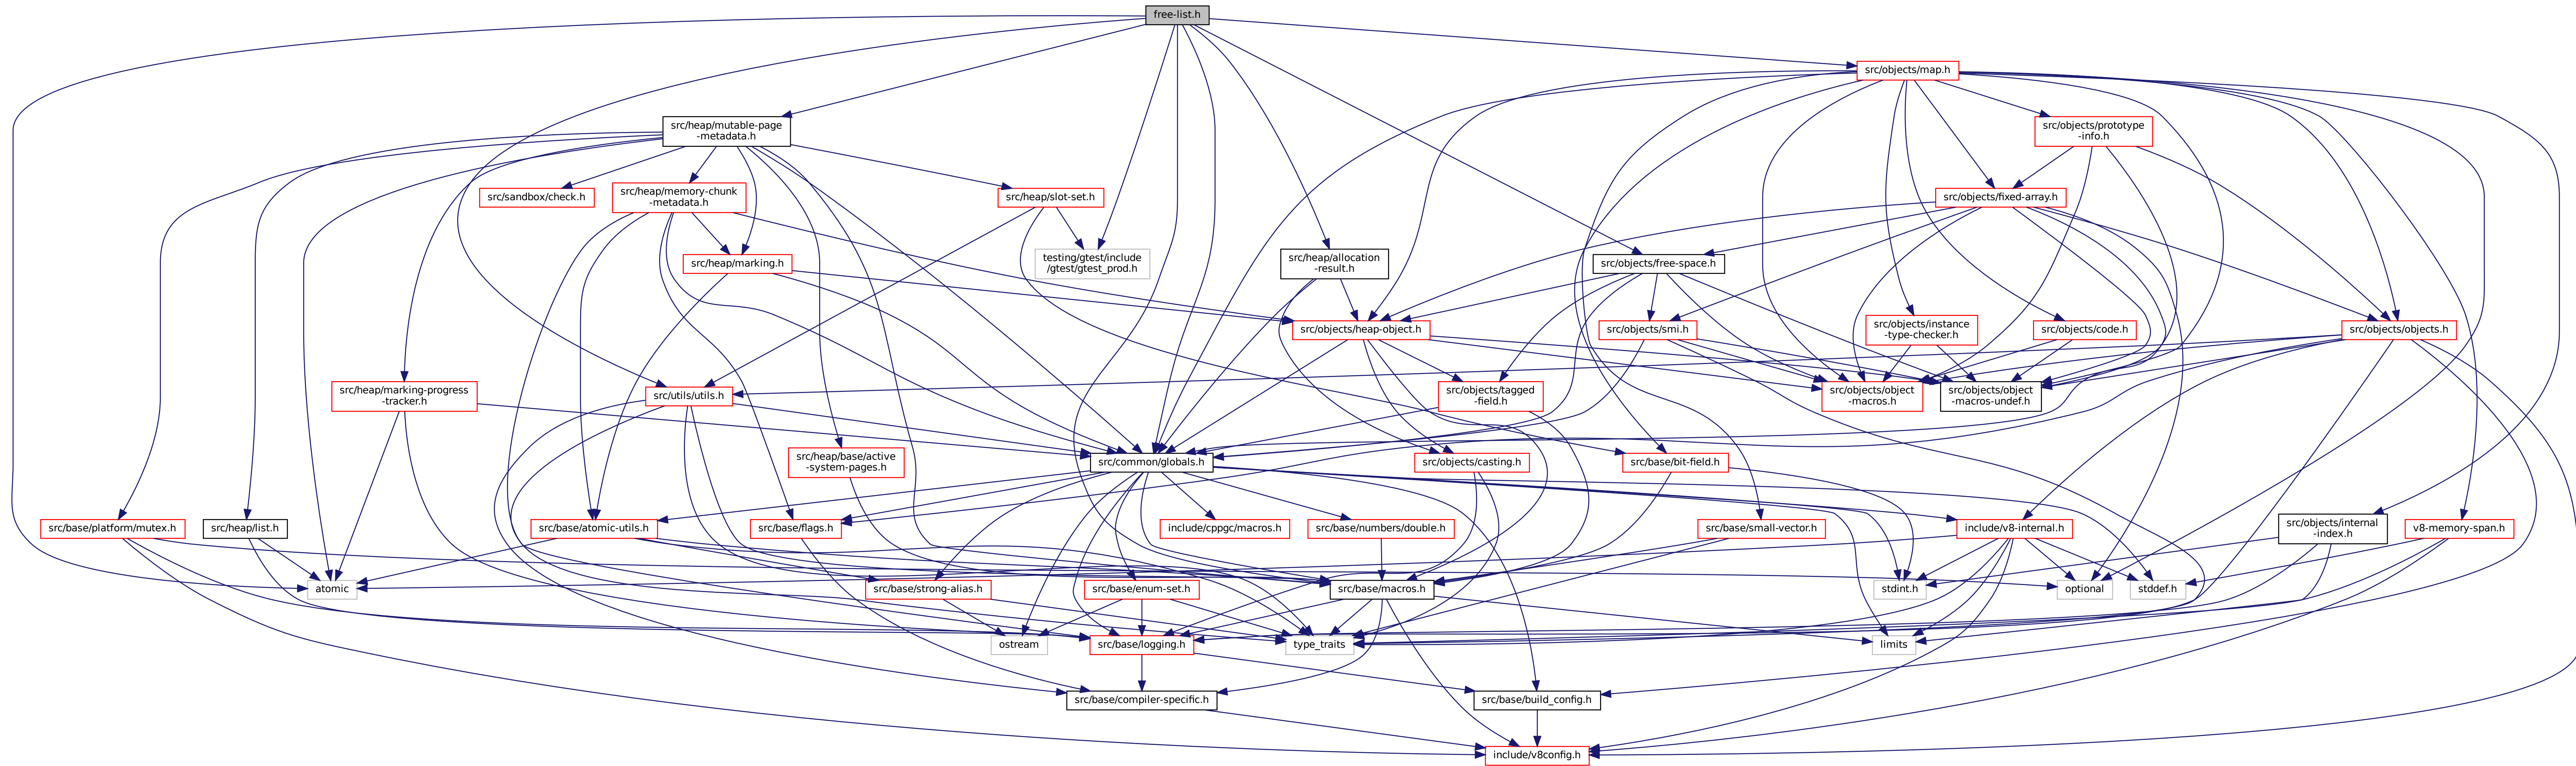 free-list.h
src/objects/map.h
src/heap/mutable-page
-metadata.h
src/objects/prototype
-info.h
src/sandbox/check.h
src/heap/memory-chunk
-metadata.h
src/heap/slot-set.h
src/objects/fixed-array.h
src/heap/marking.h
testing/gtest/include
/gtest/gtest_prod.h
src/heap/allocation
-result.h
src/objects/free-space.h
src/objects/heap-object.h
src/objects/smi.h
src/objects/instance
-type-checker.h
src/objects/code.h
src/objects/objects.h
src/heap/marking-progress
-tracker.h
src/utils/utils.h
src/objects/tagged
-field.h
src/objects/object
-macros.h
src/objects/object
-macros-undef.h
src/heap/base/active
-system-pages.h
src/common/globals.h
src/objects/casting.h
src/base/bit-field.h
src/base/platform/mutex.h
src/heap/list.h
src/base/atomic-utils.h
src/base/flags.h
include/cppgc/macros.h
src/base/numbers/double.h
src/base/small-vector.h
include/v8-internal.h
src/objects/internal
-index.h
v8-memory-span.h
atomic
src/base/strong-alias.h
src/base/enum-set.h
src/base/macros.h
stdint.h
optional
stddef.h
ostream
src/base/logging.h
type_traits
limits
src/base/compiler-specific.h
src/base/build_config.h
include/v8config.h